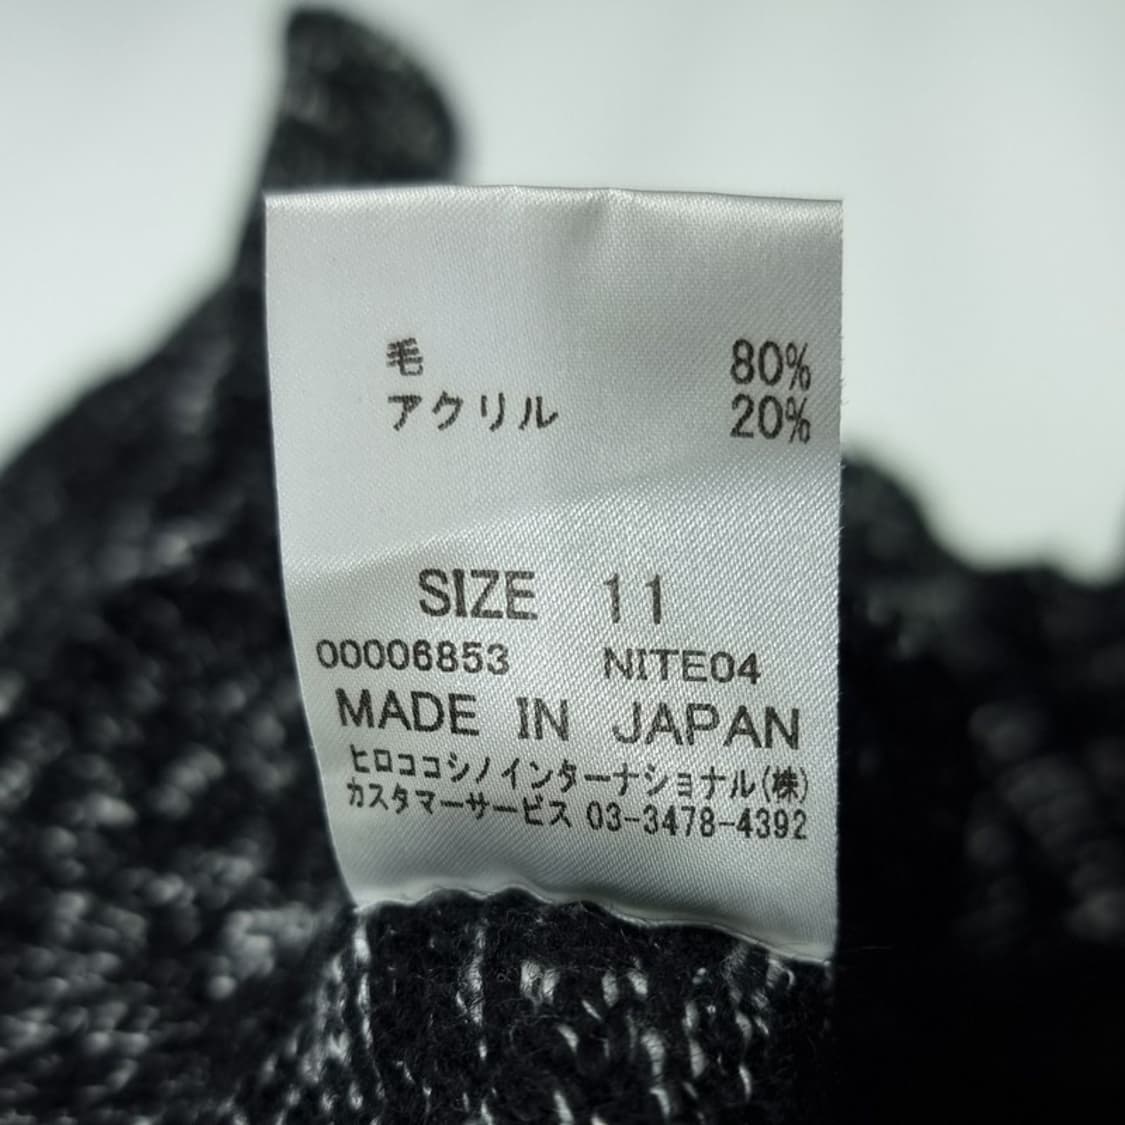 毛 80%
アクリル 20%
SIZE 11
00006853 NITE04
MADE IN JAPAN
ヒロココシノインターナショナル(株)
カスタマーサービス 03-3478-4392